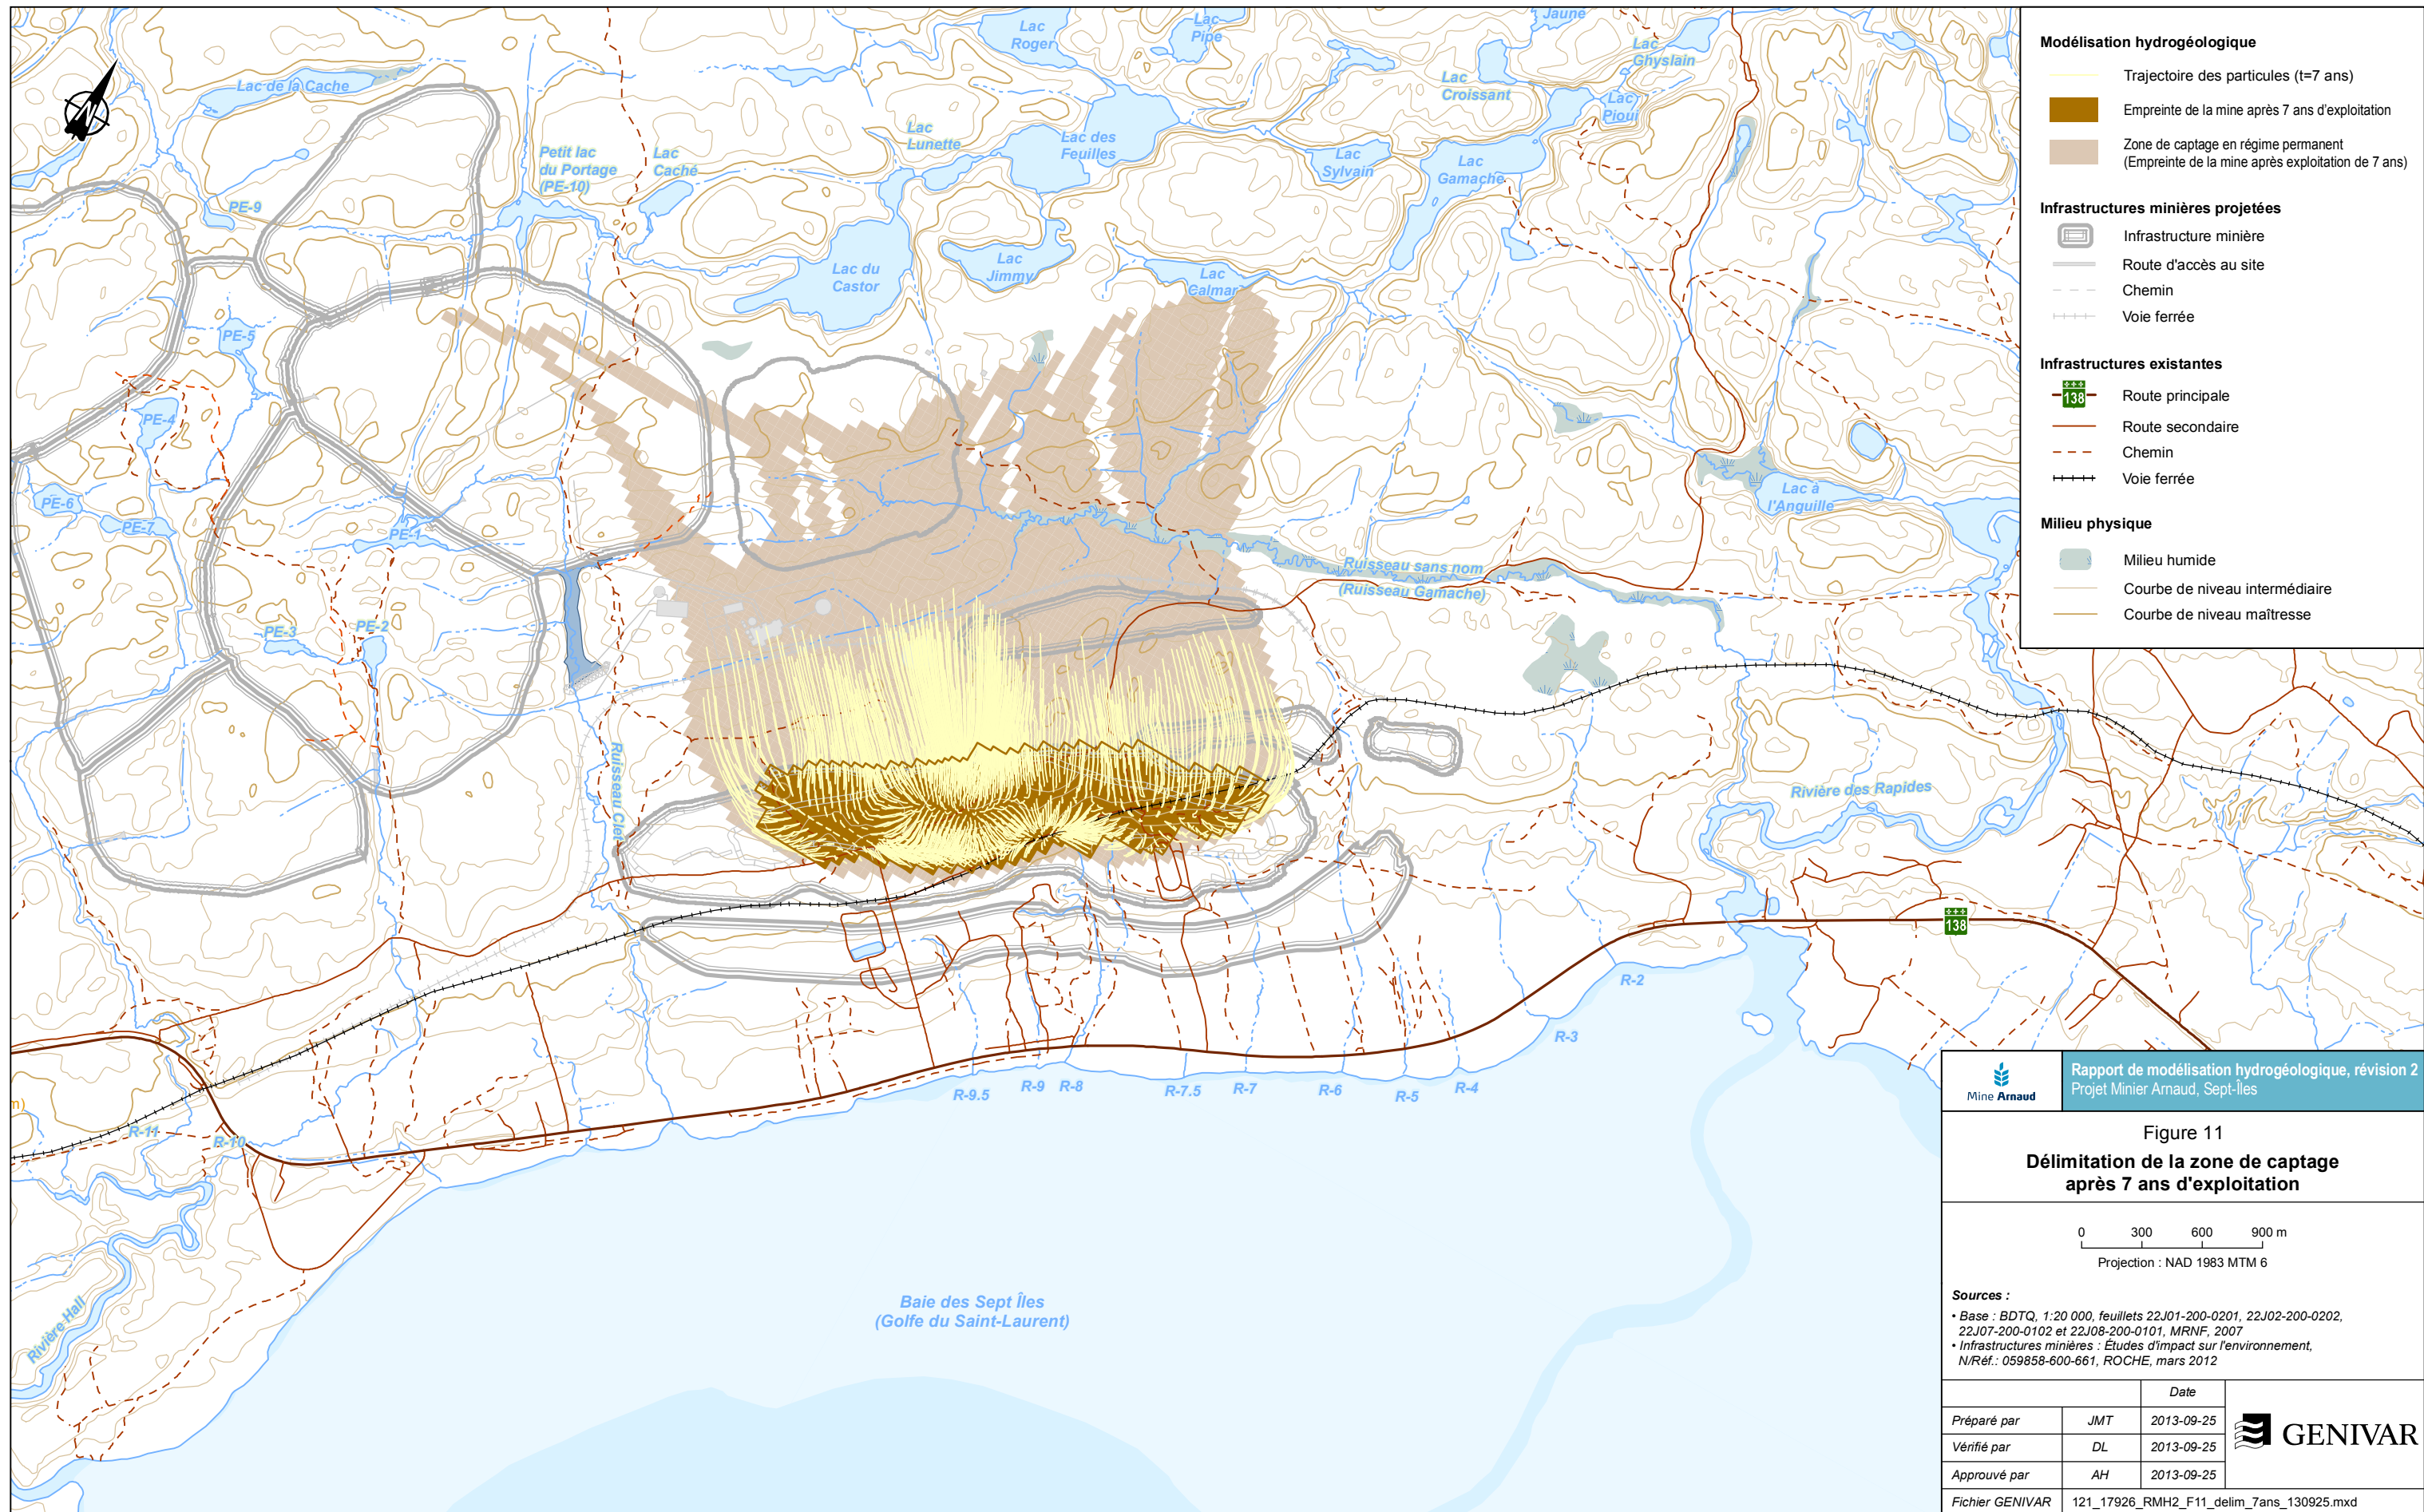 Lac
Roger
Lac
Pipe
Jaune
Lac
Ghyslain
Lac de la Cache
Lac
Croissant
Lac
Pioui
N
Lac
Lunette
Lac des
Feuilles
Petit lac
du Portage
(PE-10)
Lac
Caché
Lac
Sylvain
Lac
Gamache
PE-9
Lac du
Castor
Lac
Jimmy
Lac
Calmar
PE-5
PE-4
PE-6
PE-7
PE-1
Lac à
l'Anguille
Ruisseau sans nom
(Ruisseau Gamache)
PE-3
PE-2
Ruisseau Clet
Rivière des Rapides
138
R-2
R-3
R-9.5
R-9
R-8
R-7.5
R-7
R-6
R-5
R-4
m)
R-11
R-10
Rivière Hall
Baie des Sept Îles
(Golfe du Saint-Laurent)
Modélisation hydrogéologique
Trajectoire des particules (t=7 ans)
Empreinte de la mine après 7 ans d'exploitation
Zone de captage en régime permanent
(Empreinte de la mine après exploitation de 7 ans)
Infrastructures minières projetées
Infrastructure minière
Route d'accès au site
Chemin
Voie ferrée
Infrastructures existantes
138 Route principale
Route secondaire
Chemin
Voie ferrée
Milieu physique
Milieu humide
Courbe de niveau intermédiaire
Courbe de niveau maîtresse
Mine Arnaud
Rapport de modélisation hydrogéologique, révision 2
Projet Minier Arnaud, Sept-Îles
Figure 11
Délimitation de la zone de captage
après 7 ans d'exploitation
0 300 600 900 m
Projection : NAD 1983 MTM 6
Sources :
• Base : BDTQ, 1:20 000, feuillets 22J01-200-0201, 22J02-200-0202,
22J07-200-0102 et 22J08-200-0101, MRNF, 2007
• Infrastructures minières : Études d'impact sur l'environnement,
N/Réf.: 059858-600-661, ROCHE, mars 2012
Date
Préparé par JMT 2013-09-25
Vérifié par DL 2013-09-25
Approuvé par AH 2013-09-25
GENIVAR
Fichier GENIVAR 121_17926_RMH2_F11_delim_7ans_130925.mxd